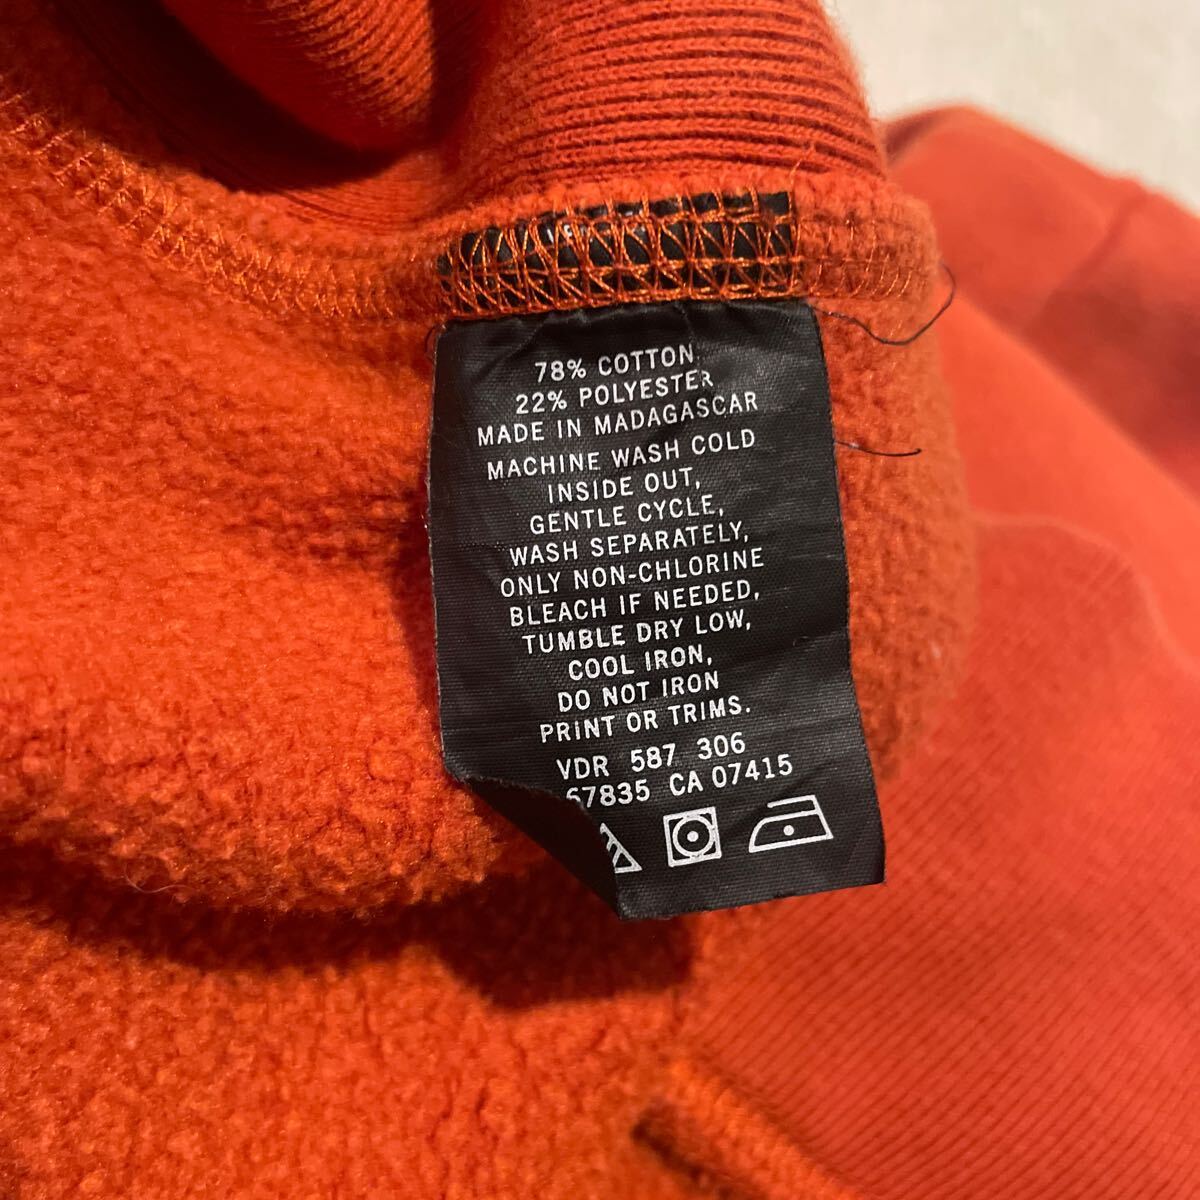 78% COTTON
22% POLYESTER
MADE IN MADAGASCAR
MACHINE WASH COLD
INSIDE OUT,
GENTLE CYCLE,
WASH SEPARATELY,
ONLY NON-CHLORINE
BLEACH IF NEEDED,
TUMBLE DRY LOW,
COOL IRON,
DO NOT IRON
PRINT OR TRIMS.
VDR 587 306
67835 CA 07415